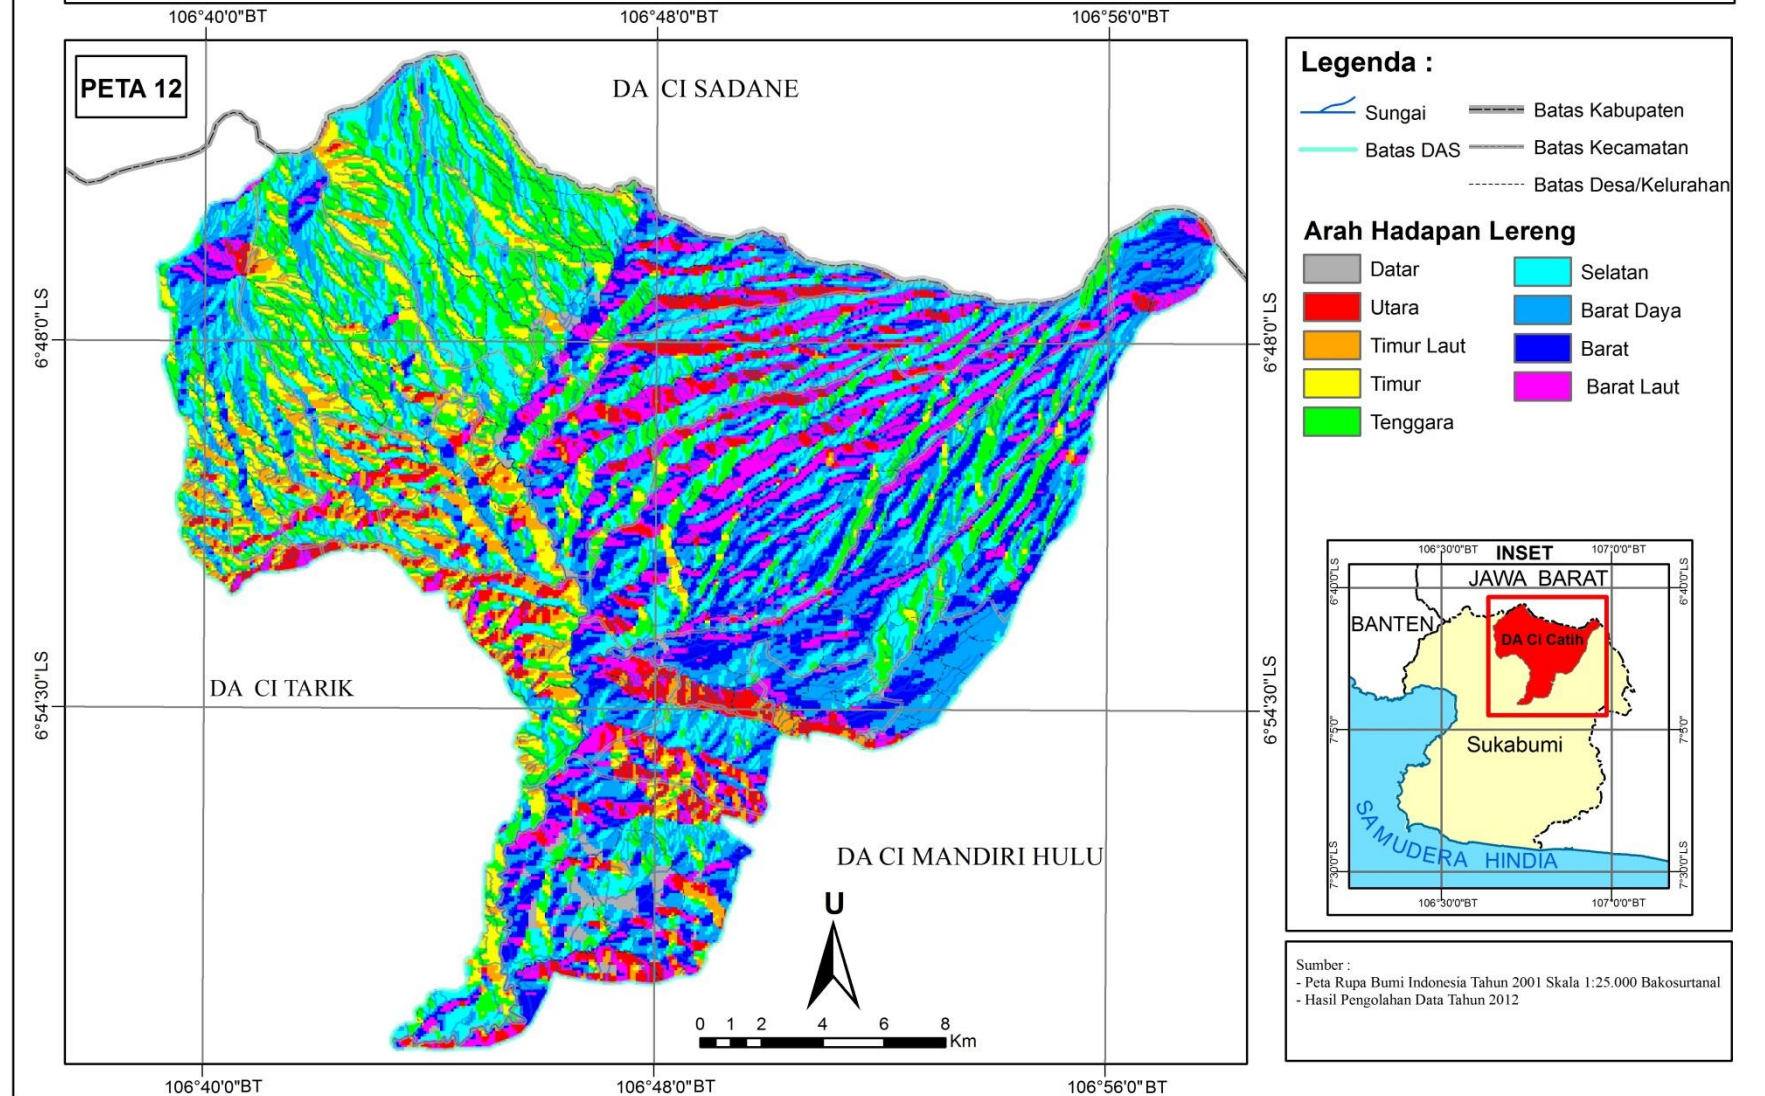 106°40'0"BT
106°48'0"BT
106°56'0"BT
PETA 12
DA CI SADANE
6°48'0" LS
6°48'0" LS
6°54'30"LS
6°54'30"LS
DA CI TARIK
DA CI MANDIRI HULU
U
0 1 2 4 6 8
Km
106°40'0"BT
106°48'0"BT
106°56'0"BT
Legenda :
Sungai
Batas DAS
Batas Kabupaten
Batas Kecamatan
Batas Desa/Kelurahan
Arah Hadapan Lereng
Datar
Utara
Timur Laut
Timur
Tenggara
Selatan
Barat Daya
Barat
Barat Laut
INSET
106°30'0"BT
107°0'0"BT
6°40'0"LS
6°40'0"LS
JAWA BARAT
BANTEN
DA Ci Catih
7°5'0"
7°5'0"
Sukabumi
SAMUDERA HINDIA
7°30'0"LS
7°30'0"LS
106°30'0"BT
107°0'0"BT
Sumber :
- Peta Rupa Bumi Indonesia Tahun 2001 Skala 1:25.000 Bakosurtanal
- Hasil Pengolahan Data Tahun 2012